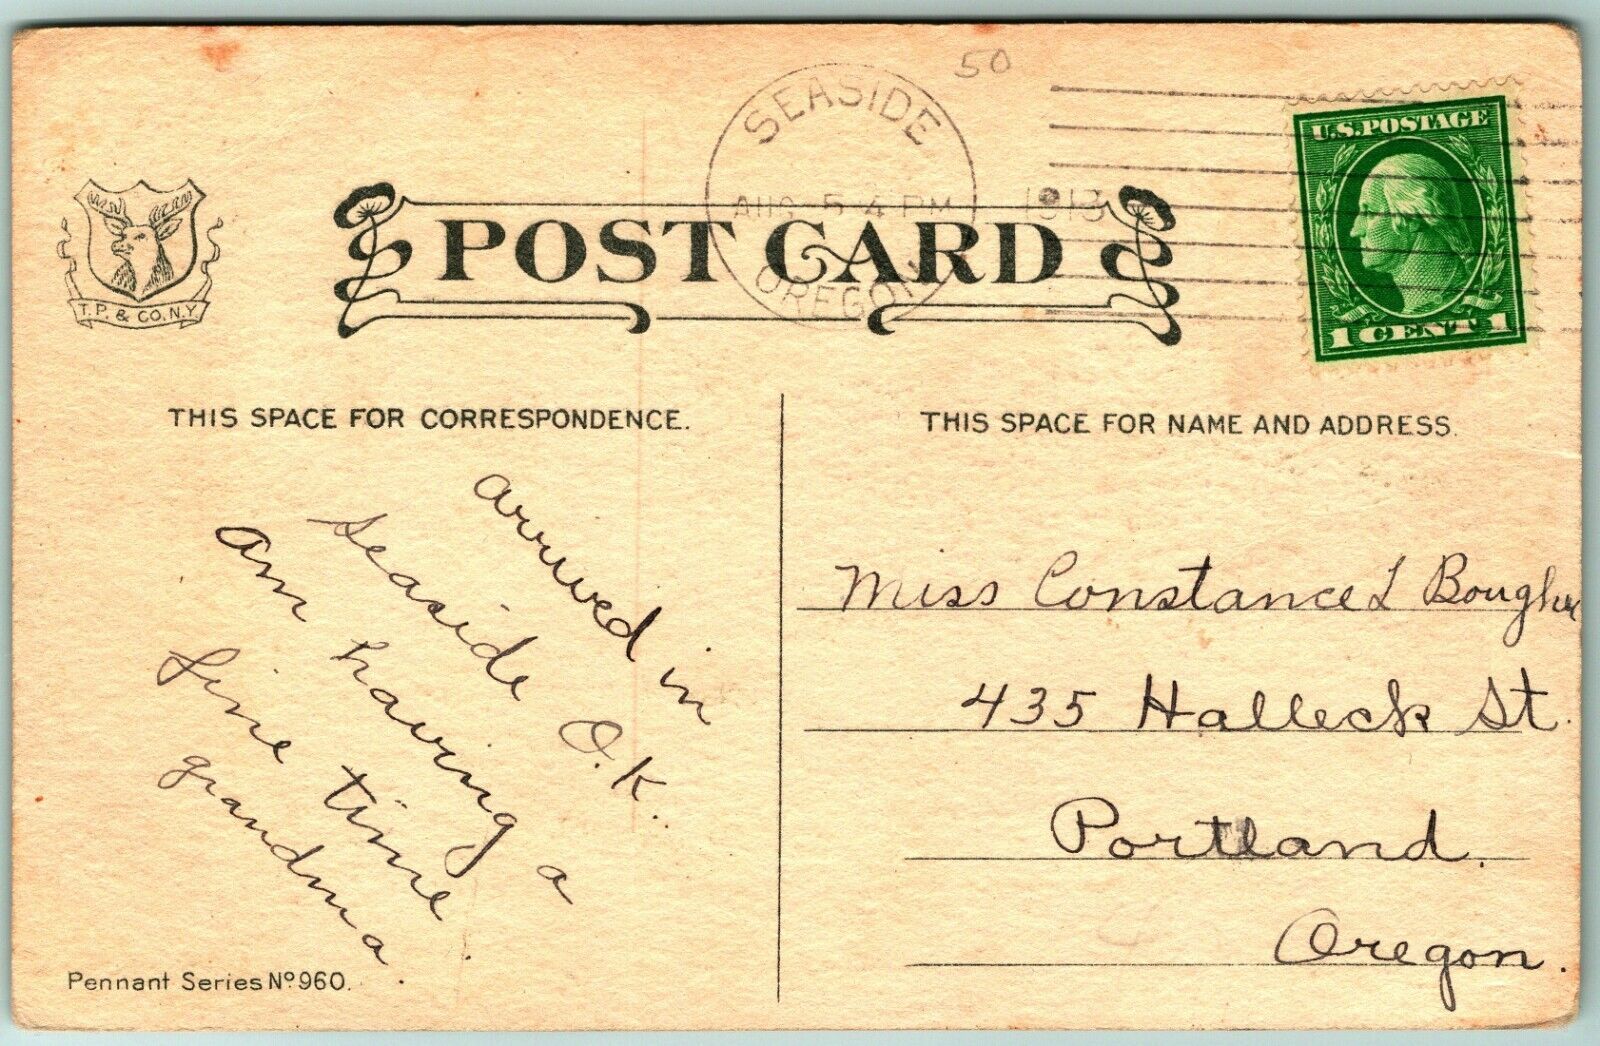 50
SEASIDE
AUG 5 4 PM 1913
OREGON
U.S.POSTAGE
1 CENT 1
T. P. & CO. N.Y.
POST CARD
THIS SPACE FOR CORRESPONDENCE.
arrived in
Seaside O.K.
am having a
fine time
grandma.
Pennant Series Nº 960.
THIS SPACE FOR NAME AND ADDRESS.
Miss Constance L
435 Halleck St.
Portland.
Oregon.